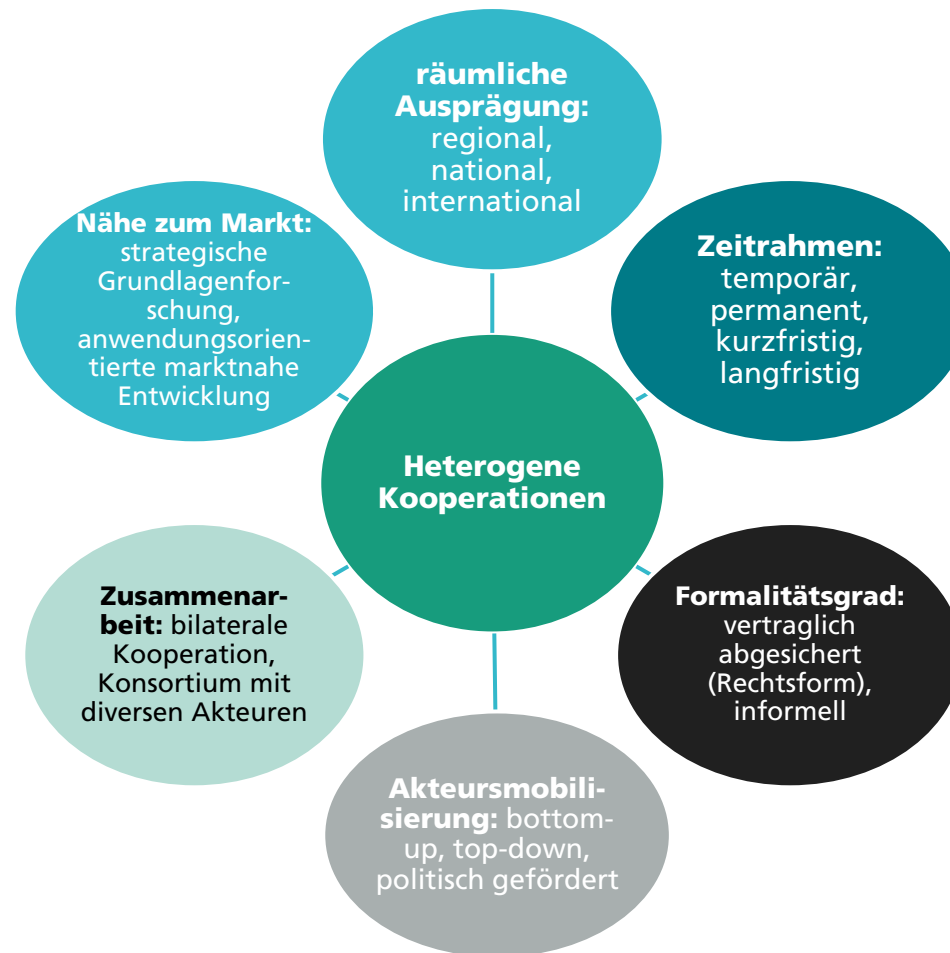 räumliche
Ausprägung:
regional,
national,
international
Nähe zum Markt:
strategische
Grundlagenfor-
schung,
anwendungsorien-
tierte marktnahe
Entwicklung
Zeitrahmen:
temporär,
permanent,
kurzfristig,
langfristig
Heterogene
Kooperationen
Zusammenar-
beit: bilaterale
Kooperation,
Konsortium mit
diversen Akteuren
Formalitätsgrad:
vertraglich
abgesichert
(Rechtsform),
informell
Akteursmobili-
sierung: bottom-
up, top-down,
politisch gefördert